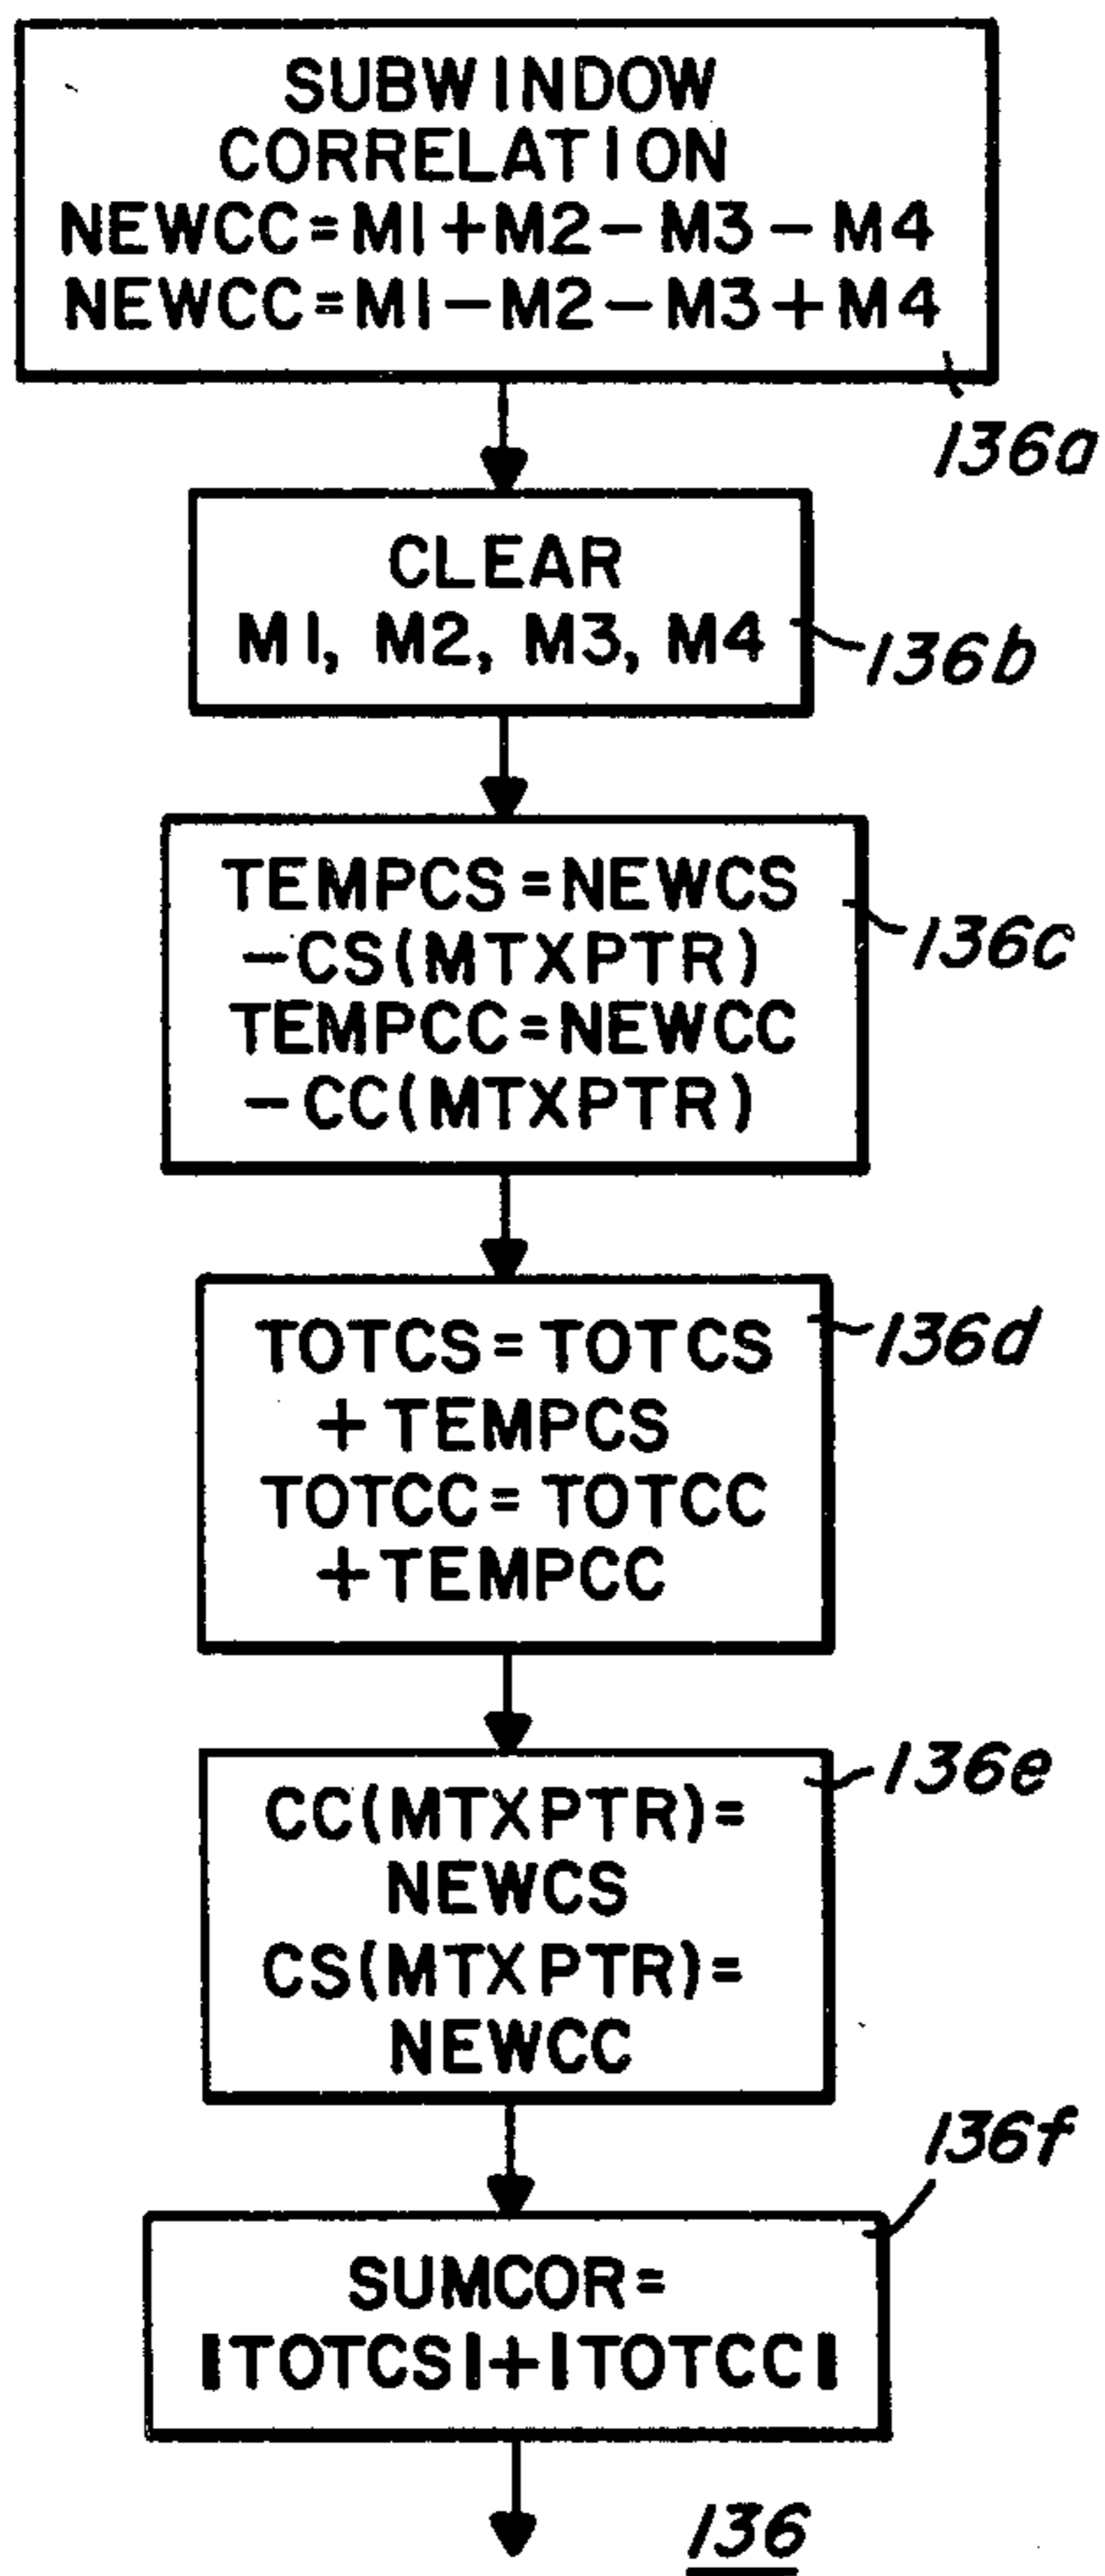 SUBWINDOW
CORRELATION
NEWCC=M1+M2-M3-M4
NEWCC=M1-M2-M3+M4
136a
CLEAR
M1, M2, M3, M4
136b
TEMPCS=NEWCS
-CS(MTXPTR)
TEMPCC=NEWCC
-CC(MTXPTR)
136c
TOTCS=TOTCS
+TEMPCS
TOTCC=TOTCC
+TEMPCC
136d
CC(MTXPTR)=
NEWCS
CS(MTXPTR)=
NEWCC
136e
SUMCOR=
|TOTCS|+|TOTCC|
136f
136